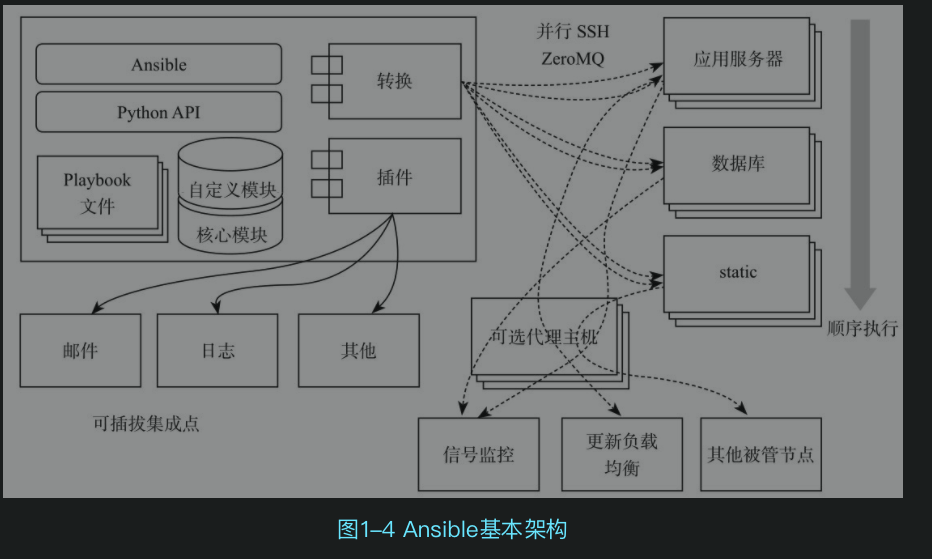 Ansible
Python API
Playbook
文件
自定义模块
核心模块
转换
插件
并行 SSH
ZeroMQ
应用服务器
数据库
static
顺序执行
邮件
日志
其他
可选代理主机
可插拔集成点
信号监控
更新负载
均衡
其他被管节点
图1–4 Ansible基本架构